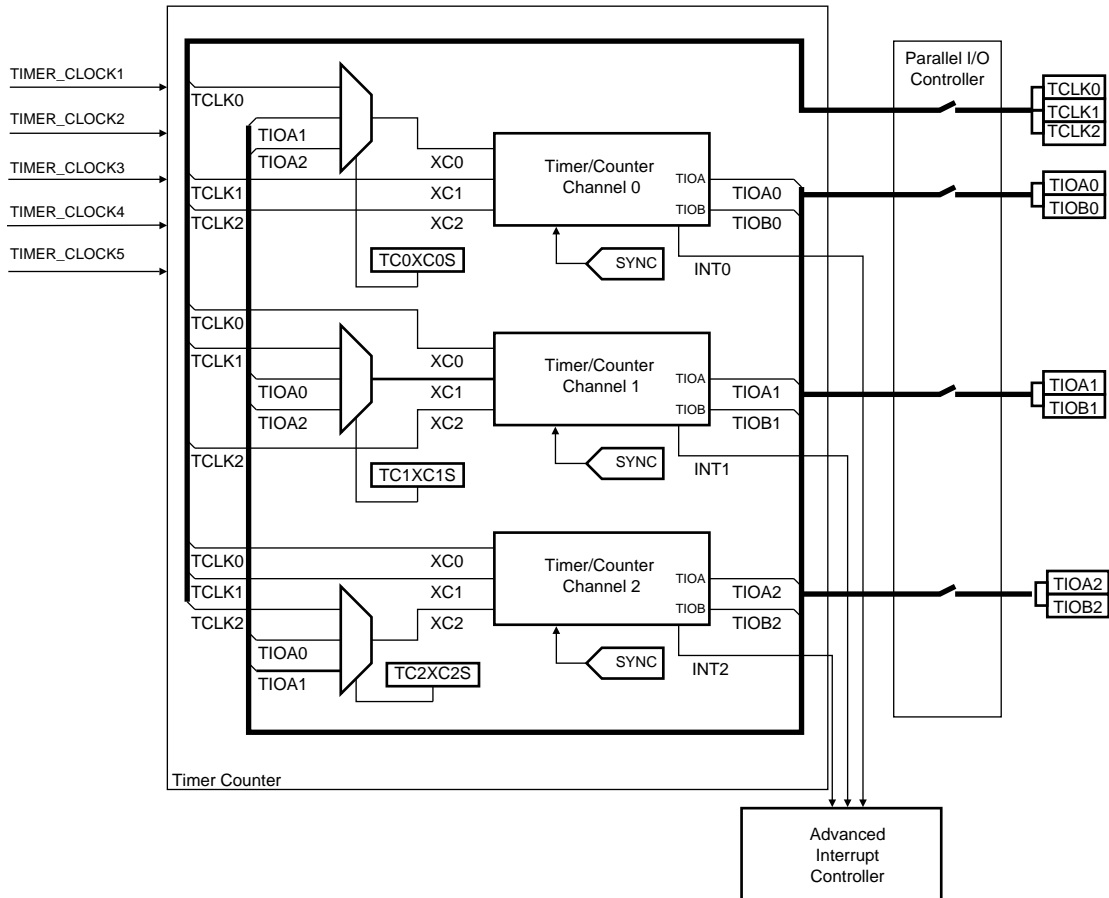 Parallel I/O
Controller
TIMER_CLOCK1
TIMER_CLOCK2
TIMER_CLOCK3
TIMER_CLOCK4
TIMER_CLOCK5
TCLK0
TCLK1
TCLK2
TCLK0
TIOA1
TIOA2
TCLK1
TCLK2
XC0
XC1
XC2
Timer/Counter
Channel 0
TIOA
TIOB
TIOA0
TIOB0
TIOA0
TIOB0
TC0XC0S
SYNC
INT0
TCLK0
TCLK1
TIOA0
TIOA2
TCLK2
XC0
XC1
XC2
Timer/Counter
Channel 1
TIOA
TIOB
TIOA1
TIOB1
TIOA1
TIOB1
TC1XC1S
SYNC
INT1
TCLK0
TCLK1
TCLK2
TIOA0
TIOA1
XC0
XC1
XC2
Timer/Counter
Channel 2
TIOA
TIOB
TIOA2
TIOB2
TIOA2
TIOB2
TC2XC2S
SYNC
INT2
Timer Counter
Advanced
Interrupt
Controller